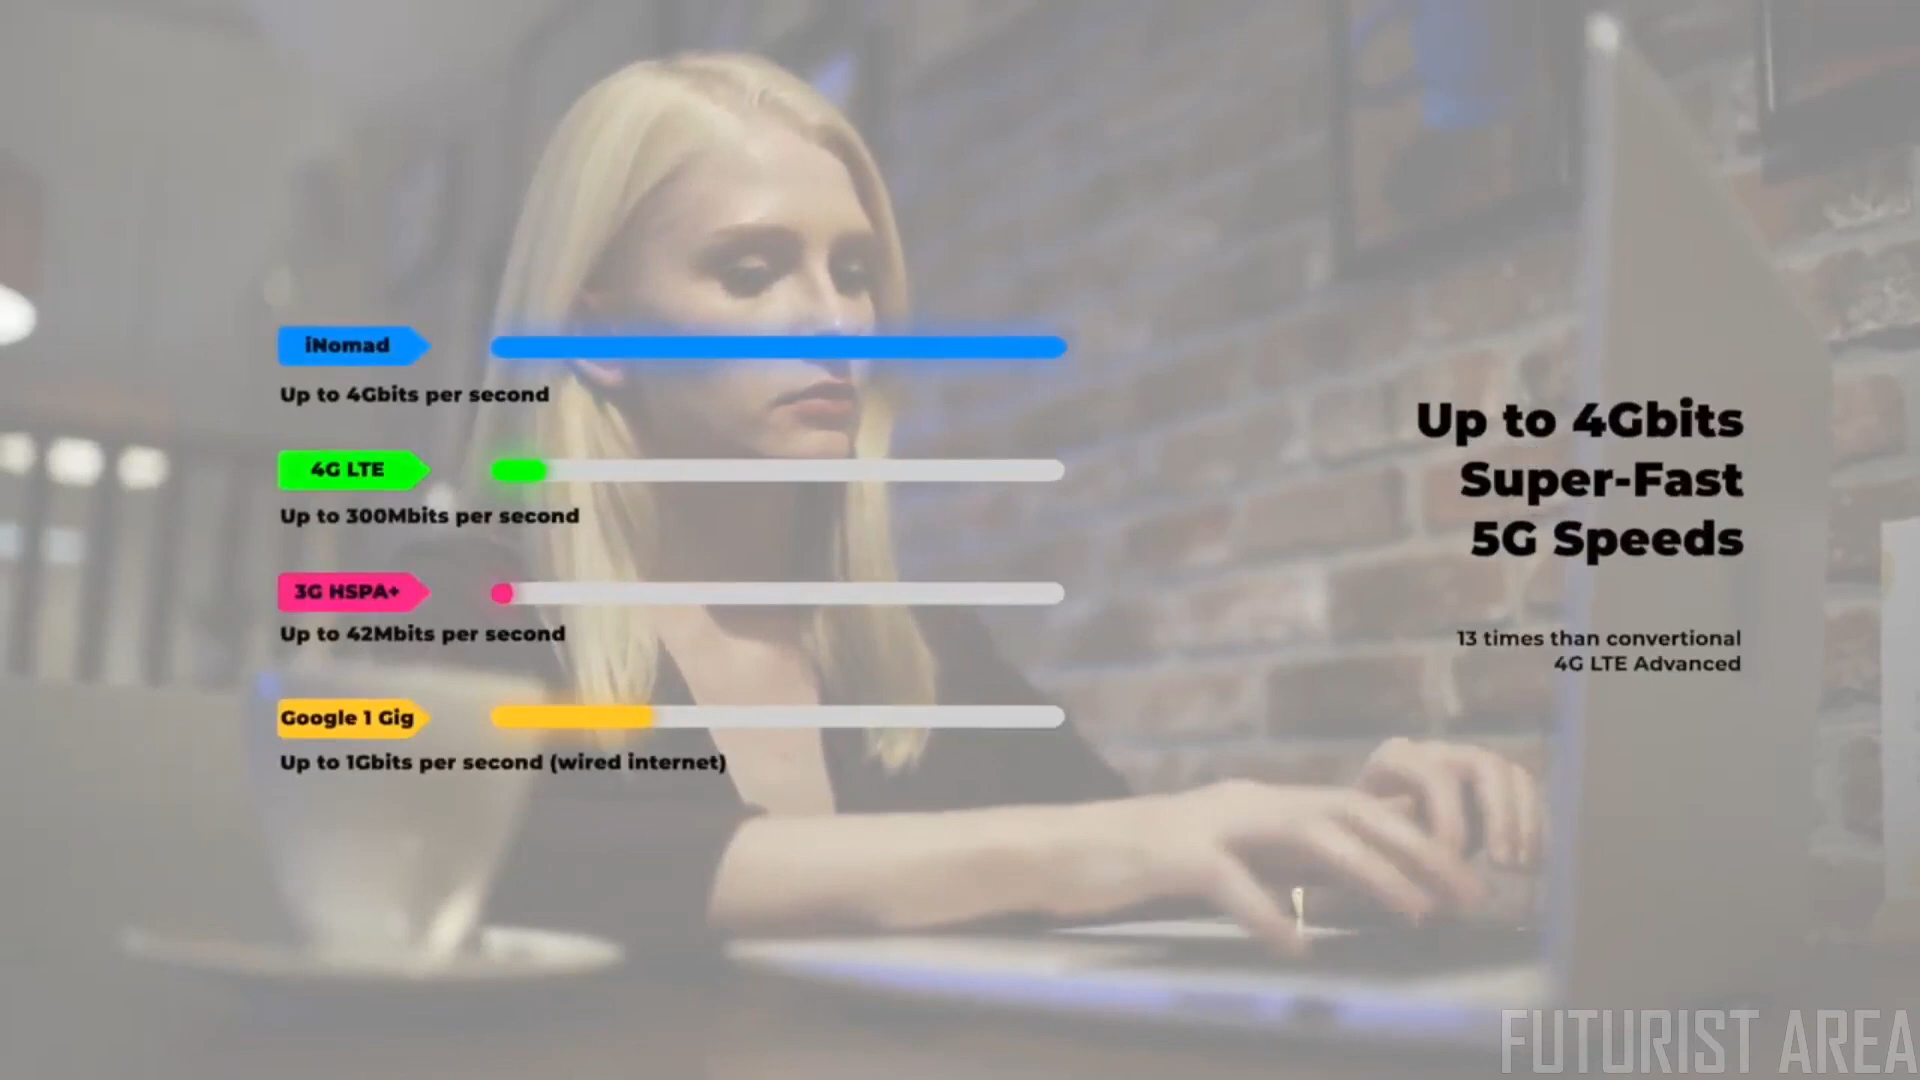 iNomad
Up to 4Gbits per second
4G LTE
Up to 300Mbits per second
3G HSPA+
Up to 42Mbits per second
Google 1 Gig
Up to 1Gbits per second (wired internet)
Up to 4Gbits
Super-Fast
5G Speeds
13 times than convertional
4G LTE Advanced
FUTURIST AREA